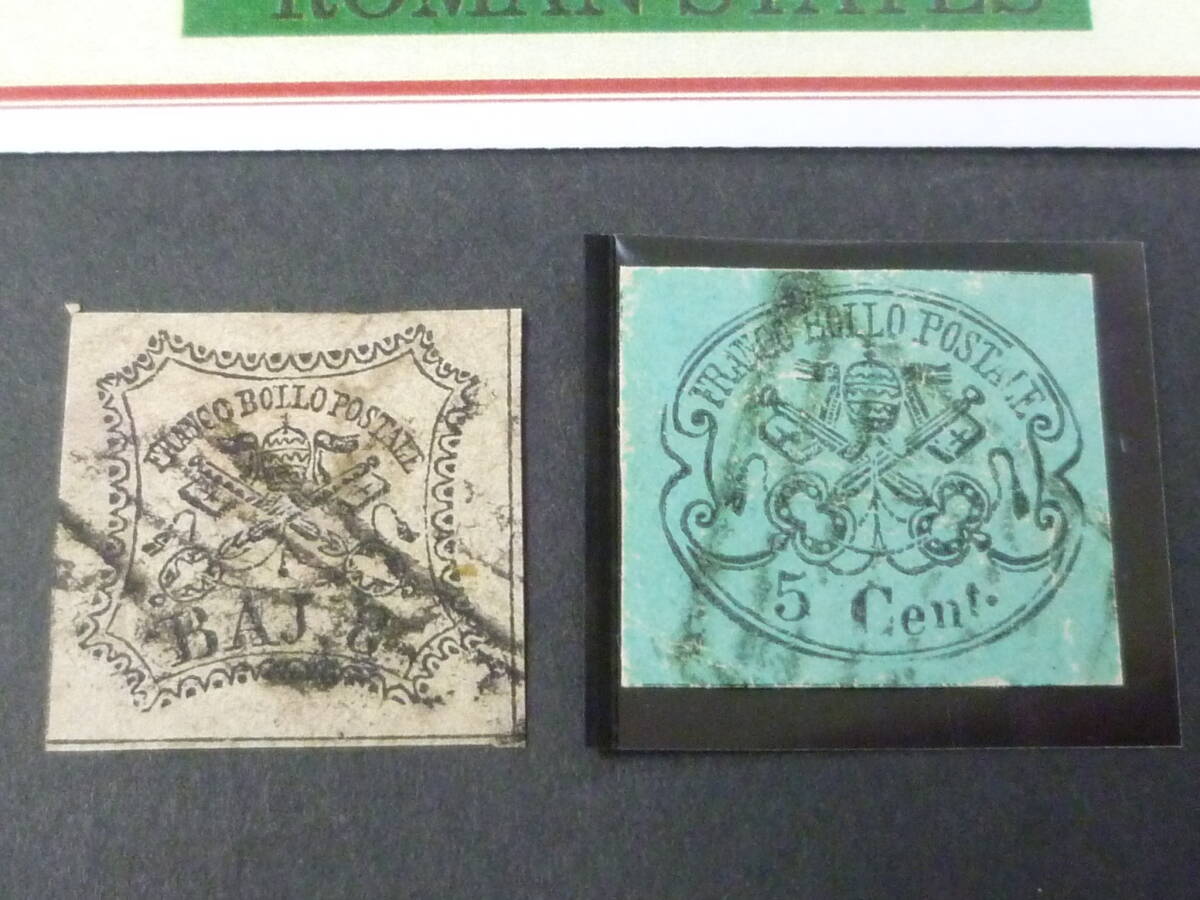 ROMAN STATES
FRANCO BOLLO POSTALE
BAJ 8
FRANCO BOLLO POSTALE
5 Cent.